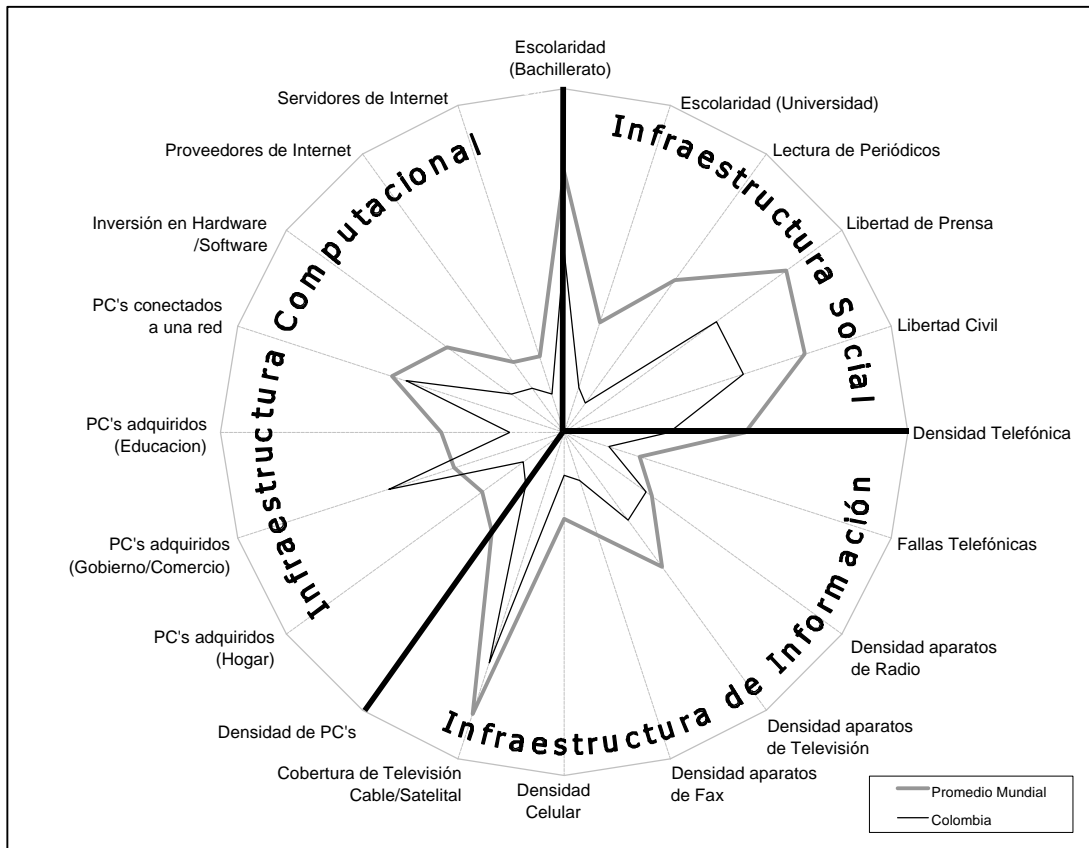 Escolaridad
(Bachillerato)
Escolaridad (Universidad)
Lectura de Periódicos
Libertad de Prensa
Libertad Civil
Densidad Telefónica
Fallas Telefónicas
Densidad aparatos
de Radio
Densidad aparatos
de Televisión
Densidad aparatos
de Fax
Densidad
Celular
Cobertura de Televisión
Cable/Satelital
Densidad de PC's
PC's adquiridos
(Hogar)
PC's adquiridos
(Gobierno/Comercio)
PC's adquiridos
(Educacion)
PC's conectados
a una red
Inversión en Hardware
/Software
Proveedores de Internet
Servidores de Internet
Infraestructura Social
Infraestructura de Información
Infraestructura Computacional
Promedio Mundial
Colombia